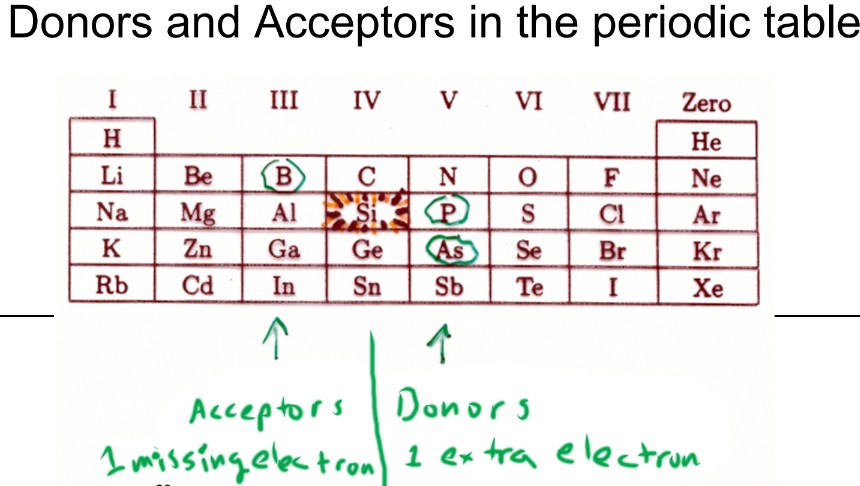 Donors and Acceptors in the periodic table
I II III IV V VI VII Zero
H He
Li Be B C N O F Ne
Na Mg Al Si P S Cl Ar
K Zn Ga Ge As Se Br Kr
Rb Cd In Sn Sb Te I Xe
Acceptors Donors
1 missing electron 1 extra electron